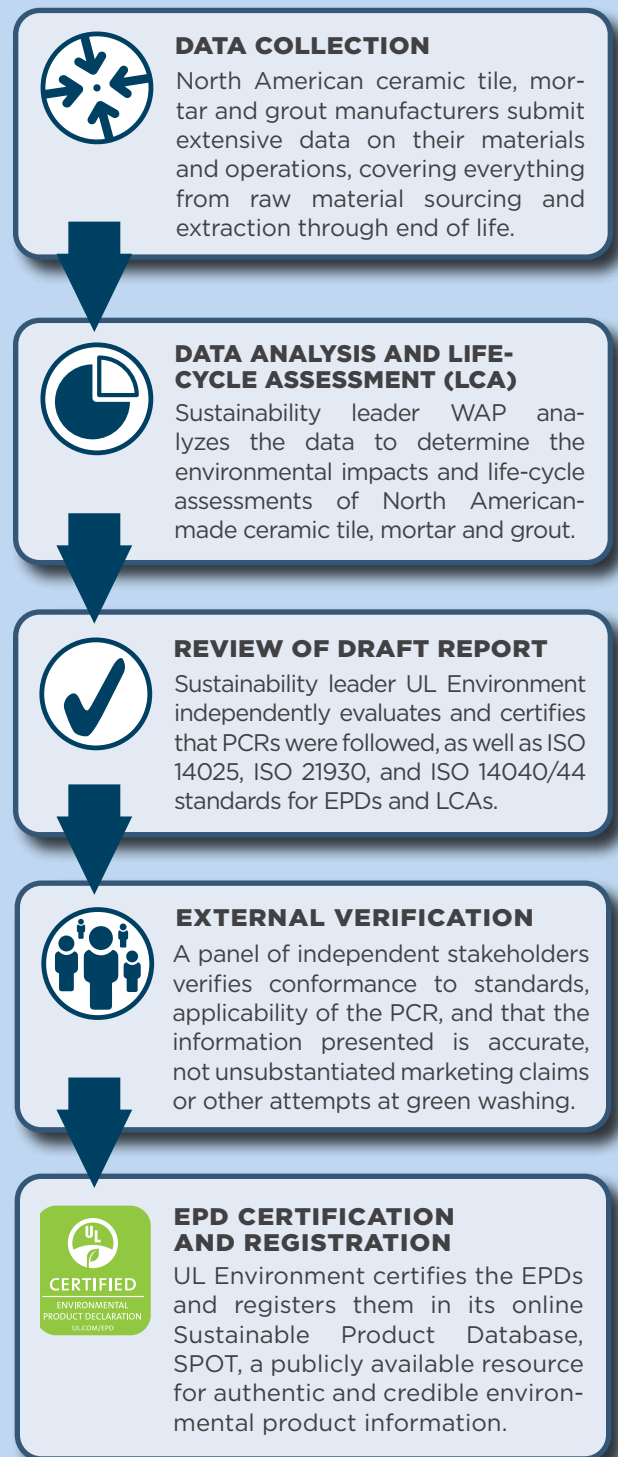 DATA COLLECTION
North American ceramic tile, mor-
tar and grout manufacturers submit
extensive data on their materials
and operations, covering everything
from raw material sourcing and
extraction through end of life.
DATA ANALYSIS AND LIFE-
CYCLE ASSESSMENT (LCA)
Sustainability leader WAP ana-
lyzes the data to determine the
environmental impacts and life-cycle
assessments of North American-
made ceramic tile, mortar and grout.
REVIEW OF DRAFT REPORT
Sustainability leader UL Environment
independently evaluates and certifies
that PCRs were followed, as well as ISO
14025, ISO 21930, and ISO 14040/44
standards for EPDs and LCAs.
EXTERNAL VERIFICATION
A panel of independent stakeholders
verifies conformance to standards,
applicability of the PCR, and that the
information presented is accurate,
not unsubstantiated marketing claims
or other attempts at green washing.
UL
CERTIFIED
ENVIRONMENTAL
PRODUCT DECLARATION
UL.COM/EPD
EPD CERTIFICATION
AND REGISTRATION
UL Environment certifies the EPDs
and registers them in its online
Sustainable Product Database,
SPOT, a publicly available resource
for authentic and credible environ-
mental product information.